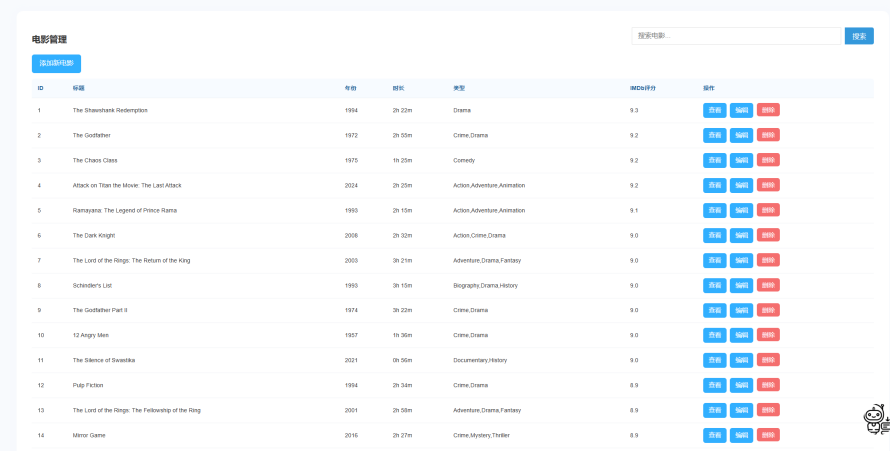 电影管理
搜索电影...
搜索
添加新电影
ID 标题 年份 时长 类型 IMDb评分 操作
1 The Shawshank Redemption 1994 2h 22m Drama 9.3 查看 编辑 删除
2 The Godfather 1972 2h 55m Crime,Drama 9.2 查看 编辑 删除
3 The Chaos Class 1975 1h 25m Comedy 9.2 查看 编辑 删除
4 Attack on Titan the Movie: The Last Attack 2024 2h 25m Action,Adventure,Animation 9.2 查看 编辑 删除
5 Ramayana: The Legend of Prince Rama 1993 2h 15m Action,Adventure,Animation 9.1 查看 编辑 删除
6 The Dark Knight 2008 2h 32m Action,Crime,Drama 9.0 查看 编辑 删除
7 The Lord of the Rings: The Return of the King 2003 3h 21m Adventure,Drama,Fantasy 9.0 查看 编辑 删除
8 Schindler's List 1993 3h 15m Biography,Drama,History 9.0 查看 编辑 删除
9 The Godfather Part II 1974 3h 22m Crime,Drama 9.0 查看 编辑 删除
10 12 Angry Men 1957 1h 36m Crime,Drama 9.0 查看 编辑 删除
11 The Silence of Swastika 2021 0h 56m Documentary,History 9.0 查看 编辑 删除
12 Pulp Fiction 1994 2h 34m Crime,Drama 8.9 查看 编辑 删除
13 The Lord of the Rings: The Fellowship of the Ring 2001 2h 58m Adventure,Drama,Fantasy 8.9 查看 编辑 删除
14 Mirror Game 2016 2h 27m Crime,Mystery,Thriller 8.9 查看 编辑 删除